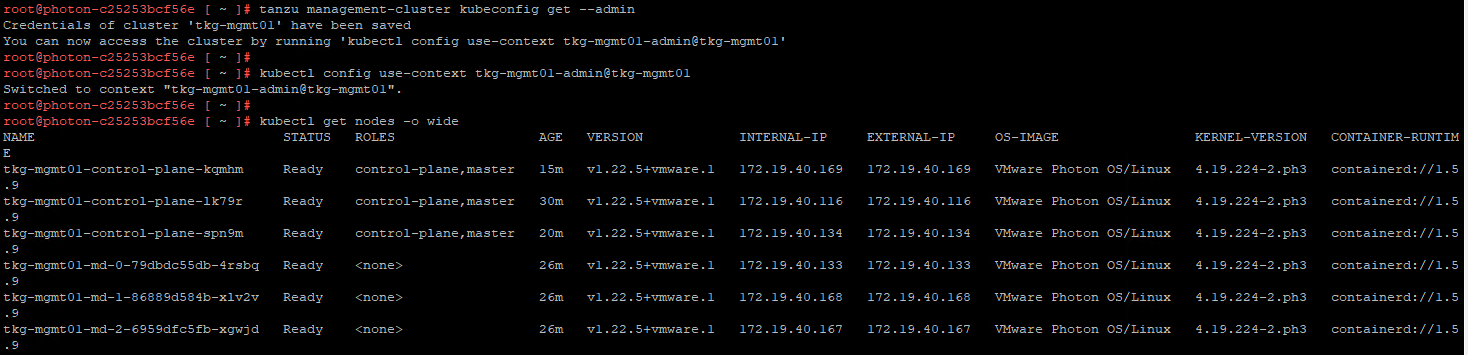 root@photon-c25253bcf56e [ ~ ]# tanzu management-cluster kubeconfig get --admin
Credentials of cluster 'tkg-mgmt01' have been saved
You can now access the cluster by running 'kubectl config use-context tkg-mgmt01-admin@tkg-mgmt01'
root@photon-c25253bcf56e [ ~ ]#
root@photon-c25253bcf56e [ ~ ]# kubectl config use-context tkg-mgmt01-admin@tkg-mgmt01
Switched to context "tkg-mgmt01-admin@tkg-mgmt01".
root@photon-c25253bcf56e [ ~ ]#
root@photon-c25253bcf56e [ ~ ]# kubectl get nodes -o wide
NAME STATUS ROLES AGE VERSION INTERNAL-IP EXTERNAL-IP OS-IMAGE KERNEL-VERSION CONTAINER-RUNTIM
E
tkg-mgmt01-control-plane-kqmhm Ready control-plane,master 15m v1.22.5+vmware.1 172.19.40.169 172.19.40.169 VMware Photon OS/Linux 4.19.224-2.ph3 containerd://1.5
.9
tkg-mgmt01-control-plane-lk79r Ready control-plane,master 30m v1.22.5+vmware.1 172.19.40.116 172.19.40.116 VMware Photon OS/Linux 4.19.224-2.ph3 containerd://1.5
.9
tkg-mgmt01-control-plane-spn9m Ready control-plane,master 20m v1.22.5+vmware.1 172.19.40.134 172.19.40.134 VMware Photon OS/Linux 4.19.224-2.ph3 containerd://1.5
.9
tkg-mgmt01-md-0-79dbdc55db-4rsbq Ready <none> 26m v1.22.5+vmware.1 172.19.40.133 172.19.40.133 VMware Photon OS/Linux 4.19.224-2.ph3 containerd://1.5
.9
tkg-mgmt01-md-1-86889d584b-xlv2v Ready <none> 26m v1.22.5+vmware.1 172.19.40.168 172.19.40.168 VMware Photon OS/Linux 4.19.224-2.ph3 containerd://1.5
.9
tkg-mgmt01-md-2-6959dfc5fb-xgwjd Ready <none> 26m v1.22.5+vmware.1 172.19.40.167 172.19.40.167 VMware Photon OS/Linux 4.19.224-2.ph3 containerd://1.5
.9